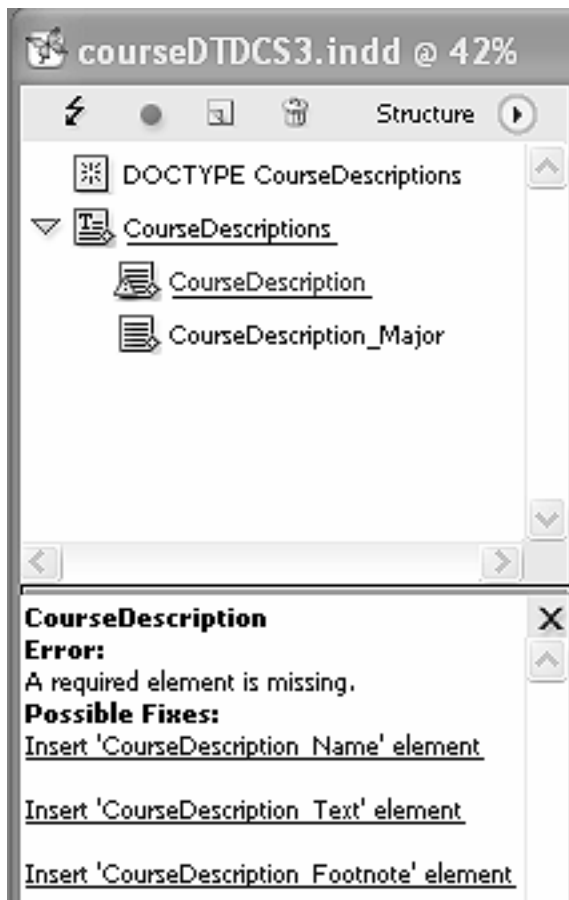 courseDTDCS3.indd @ 42%
Structure
DOCTYPE CourseDescriptions
CourseDescriptions
CourseDescription
CourseDescription_Major
CourseDescription
Error:
A required element is missing.
Possible Fixes:
Insert 'CourseDescription_Name' element
Insert 'CourseDescription_Text' element
Insert 'CourseDescription_Footnote' element